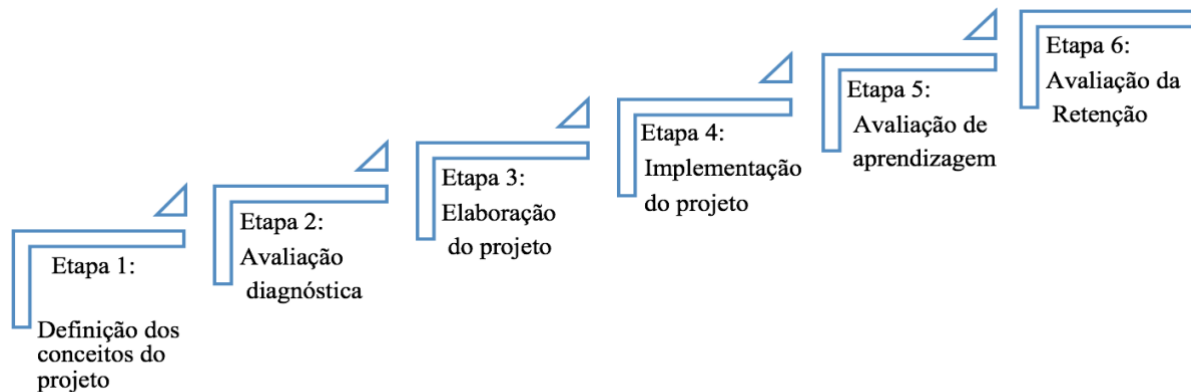 Etapa 1:
Definição dos
conceitos do
projeto
Etapa 2:
Avaliação
diagnóstica
Etapa 3:
Elaboração
do projeto
Etapa 4:
Implementação
do projeto
Etapa 5:
Avaliação de
aprendizagem
Etapa 6:
Avaliação da
Retenção